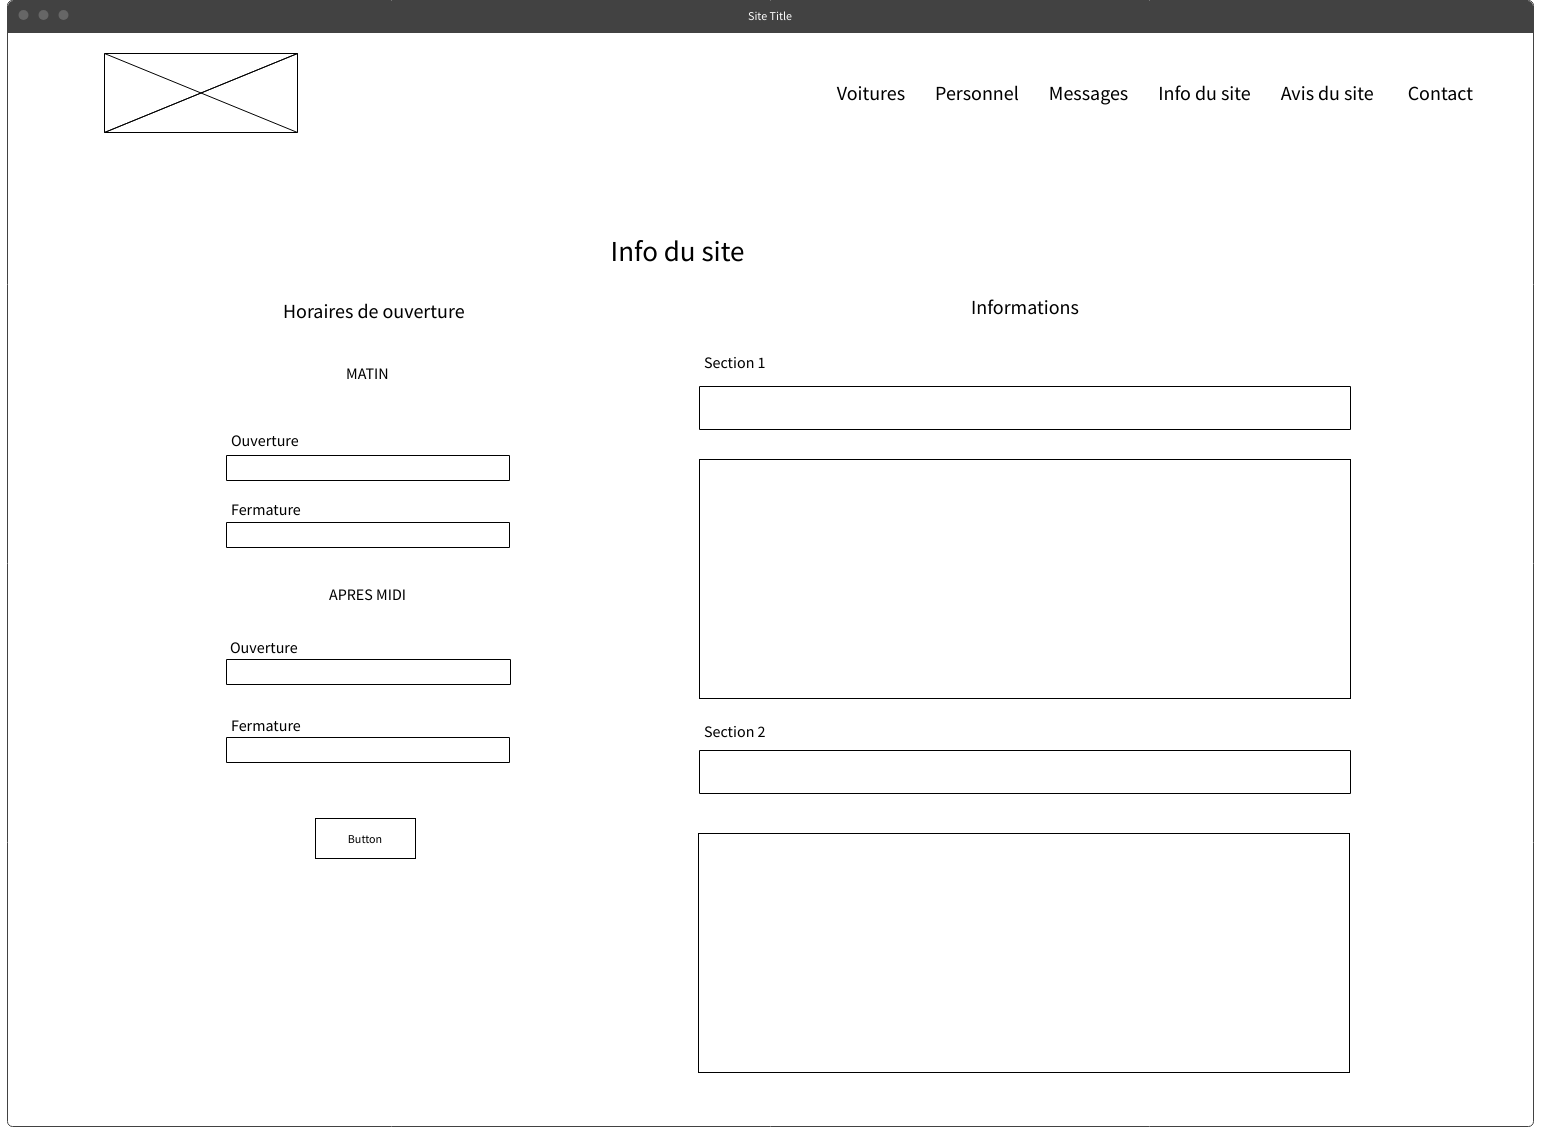 Site Title
Voitures Personnel Messages Info du site Avis du site Contact
Info du site
Horaires de ouverture
MATIN
Ouverture
Fermature
APRES MIDI
Ouverture
Fermature
Button
Informations
Section 1
Section 2